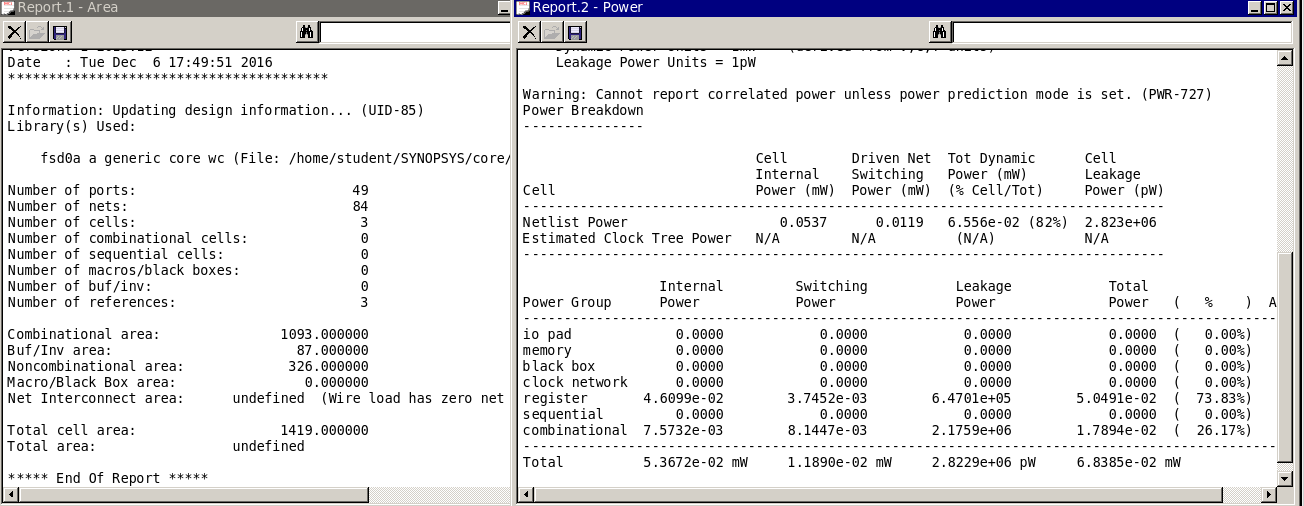 Report.1 - Area
Date   : Tue Dec  6 17:49:51 2016
****************************************
Information: Updating design information... (UID-85)
Library(s) Used:
fsd0a a generic core wc (File: /home/student/SYNOPSYS/core/
Number of ports:                           49
Number of nets:                            84
Number of cells:                            3
Number of combinational cells:              0
Number of sequential cells:                 0
Number of macros/black boxes:               0
Number of buf/inv:                          0
Number of references:                       3
Combinational area:               1093.000000
Buf/Inv area:                       87.000000
Noncombinational area:             326.000000
Macro/Black Box area:                0.000000
Net Interconnect area:      undefined  (Wire load has zero net
Total cell area:                  1419.000000
Total area:                 undefined
***** End Of Report *****
Report.2 - Power
Leakage Power Units = 1pW
Warning: Cannot report correlated power unless power prediction mode is set. (PWR-727)
Power Breakdown
---------------
Cell        Driven Net  Tot Dynamic      Cell
Internal    Switching   Power (mW)       Leakage
Cell                         Power (mW)  Power (mW)  (% Cell/Tot)     Power (pW)
--------------------------------------------------------------------------------
Netlist Power                   0.0537      0.0119   6.556e-02 (82%)  2.823e+06
Estimated Clock Tree Power   N/A         N/A          (N/A)           N/A
--------------------------------------------------------------------------------
Internal         Switching           Leakage            Total
Power Group      Power            Power               Power              Power   (   %    )  A
----------------------------------------------------------------------------------------------
io pad             0.0000            0.0000            0.0000            0.0000  (   0.00%)
memory             0.0000            0.0000            0.0000            0.0000  (   0.00%)
black box          0.0000            0.0000            0.0000            0.0000  (   0.00%)
clock network      0.0000            0.0000            0.0000            0.0000  (   0.00%)
register       4.6099e-02        3.7452e-03        6.4701e+05        5.0491e-02  (  73.83%)
sequential         0.0000            0.0000            0.0000            0.0000  (   0.00%)
combinational  7.5732e-03        8.1447e-03        2.1759e+06        1.7894e-02  (  26.17%)
----------------------------------------------------------------------------------------------
Total          5.3672e-02 mW     1.1890e-02 mW     2.8229e+06 pW     6.8385e-02 mW